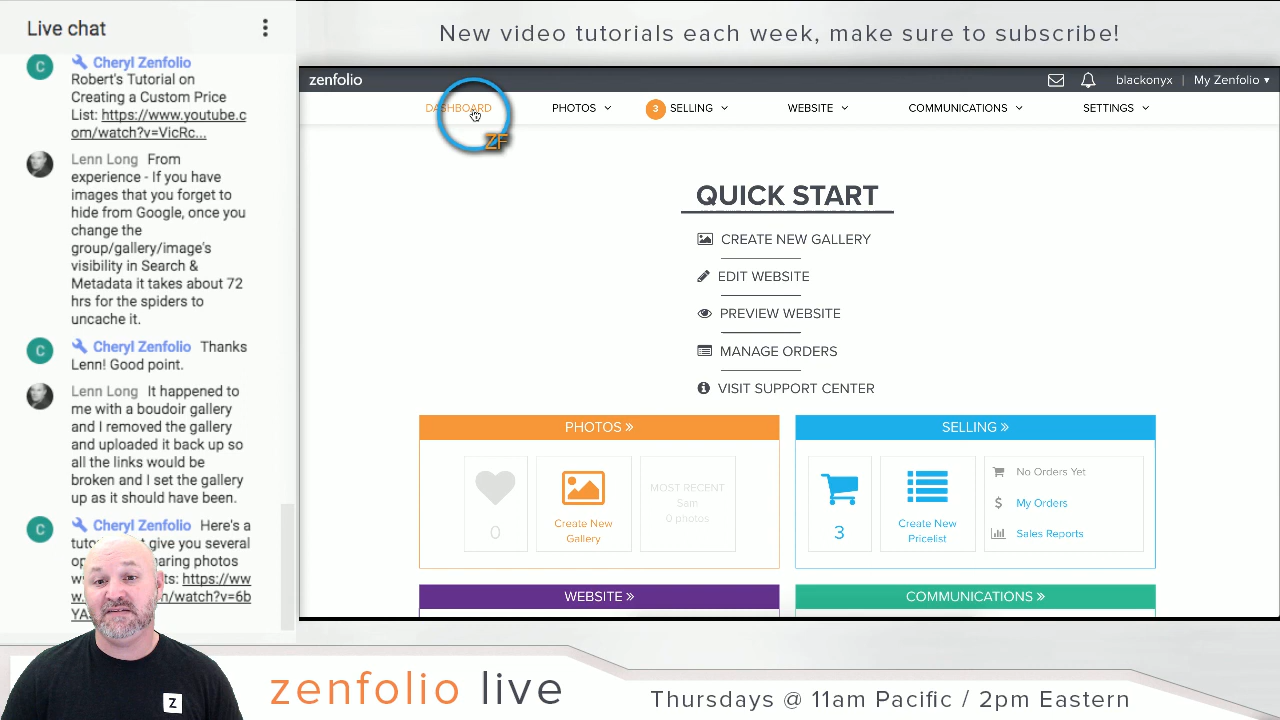 Live chat
New video tutorials each week, make sure to subscribe!
C
Cheryl Zenfolio
Robert's Tutorial on
Creating a Custom Price
List: https://www.youtube.c
om/watch?v=VicRc...
Lenn Long From
experience - If you have
images that you forget to
hide from Google, once you
change the
group/gallery/image's
visibility in Search &
Metadata it takes about 72
hrs for the spiders to
uncache it.
C
Cheryl Zenfolio Thanks
Lenn! Good point.
Lenn Long It happened to
me with a boudoir gallery
and I removed the gallery
and uploaded it back up so
all the links would be
broken and I set the gallery
up as it should have been.
C
Cheryl Zenfolio Here's a
give you several
photos
https://ww
/watch?v=6b
zenfolio
blackonyx | My Zenfolio
DASHBOARD PHOTOS 3 SELLING WEBSITE COMMUNICATIONS SETTINGS
ZF
QUICK START
CREATE NEW GALLERY
EDIT WEBSITE
PREVIEW WEBSITE
MANAGE ORDERS
VISIT SUPPORT CENTER
PHOTOS »
0
Create New
Gallery
MOST RECENT
Sam
0 photos
SELLING »
3
Create New
Pricelist
No Orders Yet
$ My Orders
Sales Reports
WEBSITE »
COMMUNICATIONS »
Z
zenfolio live
Thursdays @ 11am Pacific / 2pm Eastern